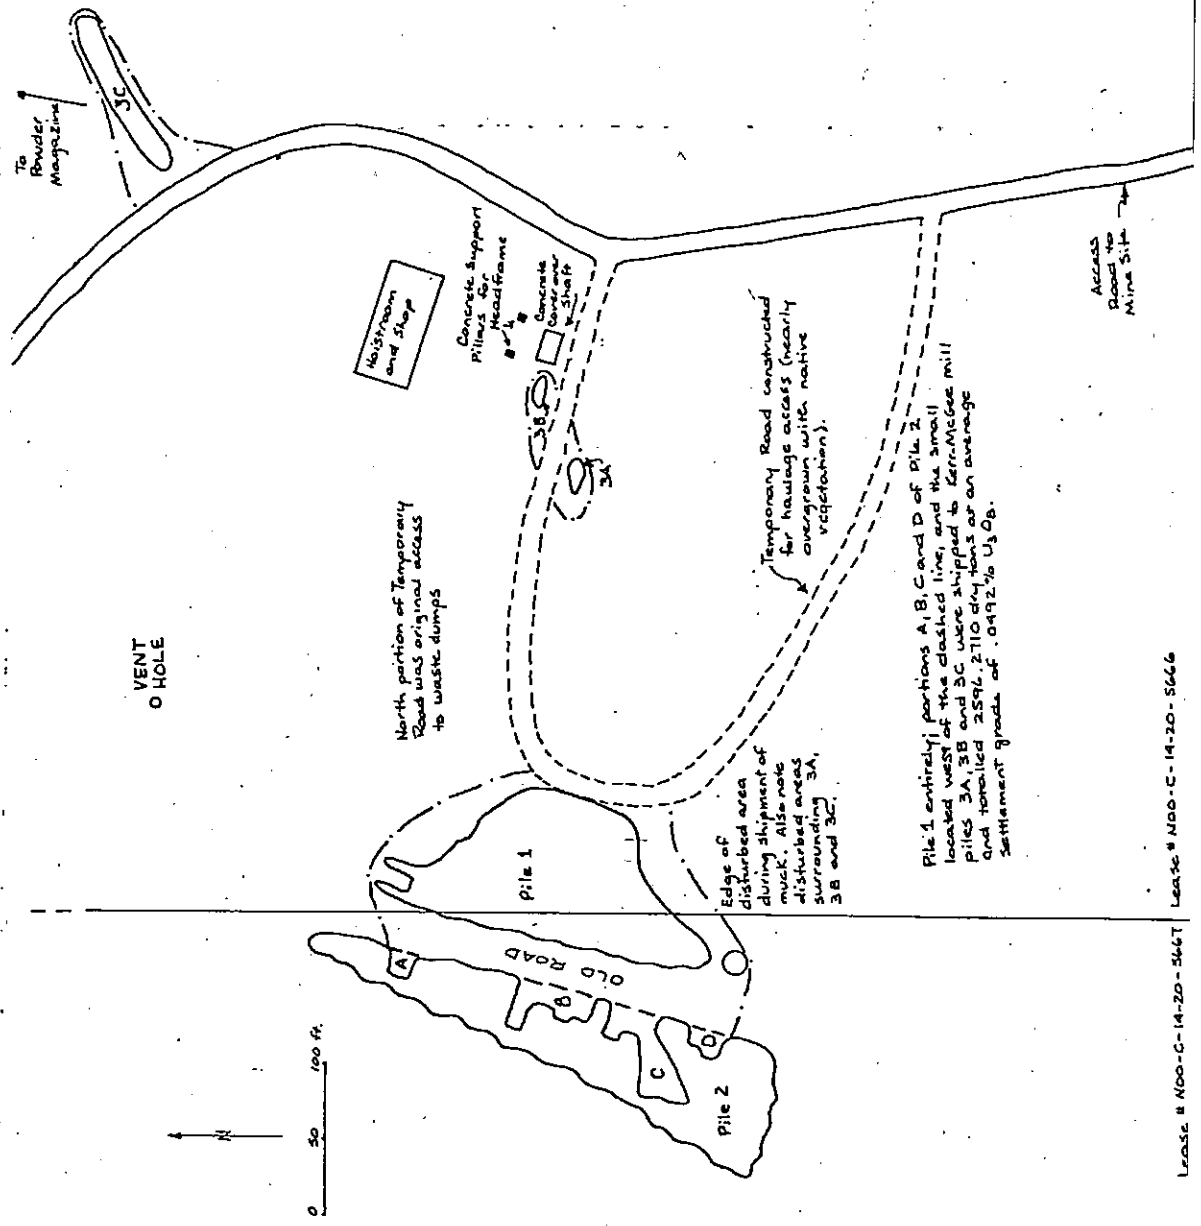 To
Powder
Magazine
3C
Hoistroom
and Shop
Concrete Support
Pillars for
Headframe
Concrete
Cover over
Shaft
3B
3A
VENT
HOLE
North portion of Temporary
Road was original access
to waste dumps
Temporary Road constructed
for haulage access (nearly
overgrown with native
vegetation).
Access
Road to
Mine Site
Pile 1
Edge of
disturbed area
during shipment of
muck. Also note
disturbed areas
surrounding 3A,
3B and 3C.
Pile 1 entirely; portions A, B, C and D of Pile 2
located west of the dashed line, and the small
piles 3A, 3B and 3C were shipped to Kerr-McGee mill
and totalled 2596.2710 dry tons at an average
settlement grade of .0492% U3O8.
OLD ROAD
A
B
C
D
Pile 2
N
0 50 100 ft.
Lease # N00-C-14-20-5667
Lease # N00-C-14-20-5666